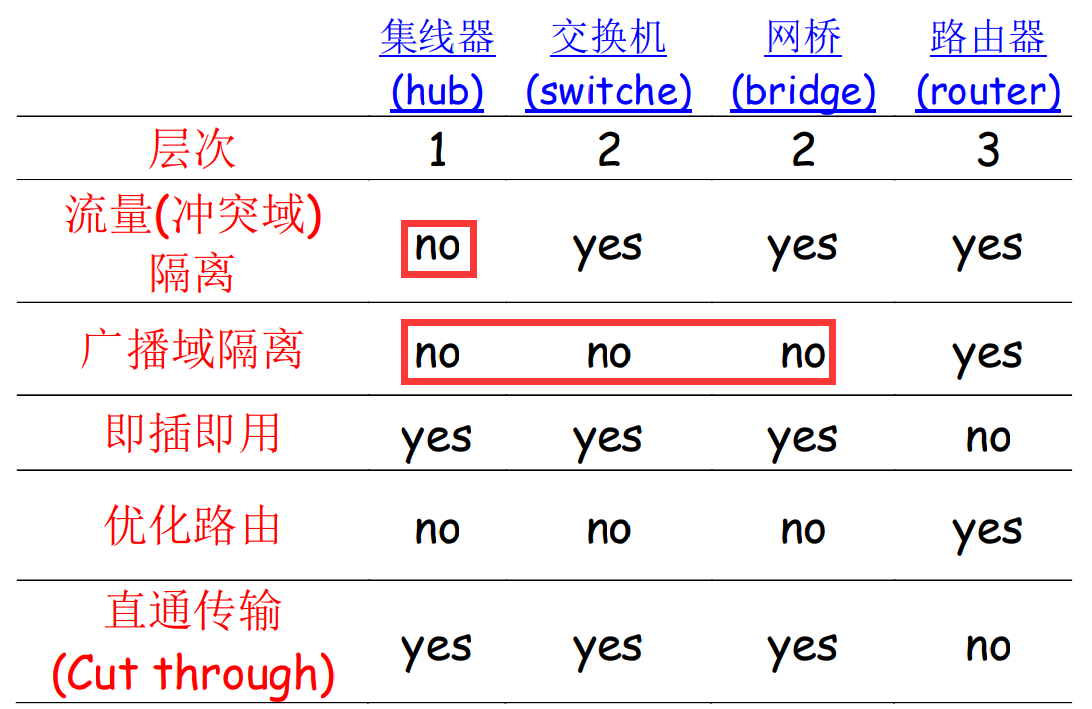 集线器 交换机 网桥 路由器
(hub) (switche) (bridge) (router)
层次 1 2 2 3
流量(冲突域)
隔离 no yes yes yes
广播域隔离 no no no yes
即插即用 yes yes yes no
优化路由 no no no yes
直通传输
(Cut through) yes yes yes no